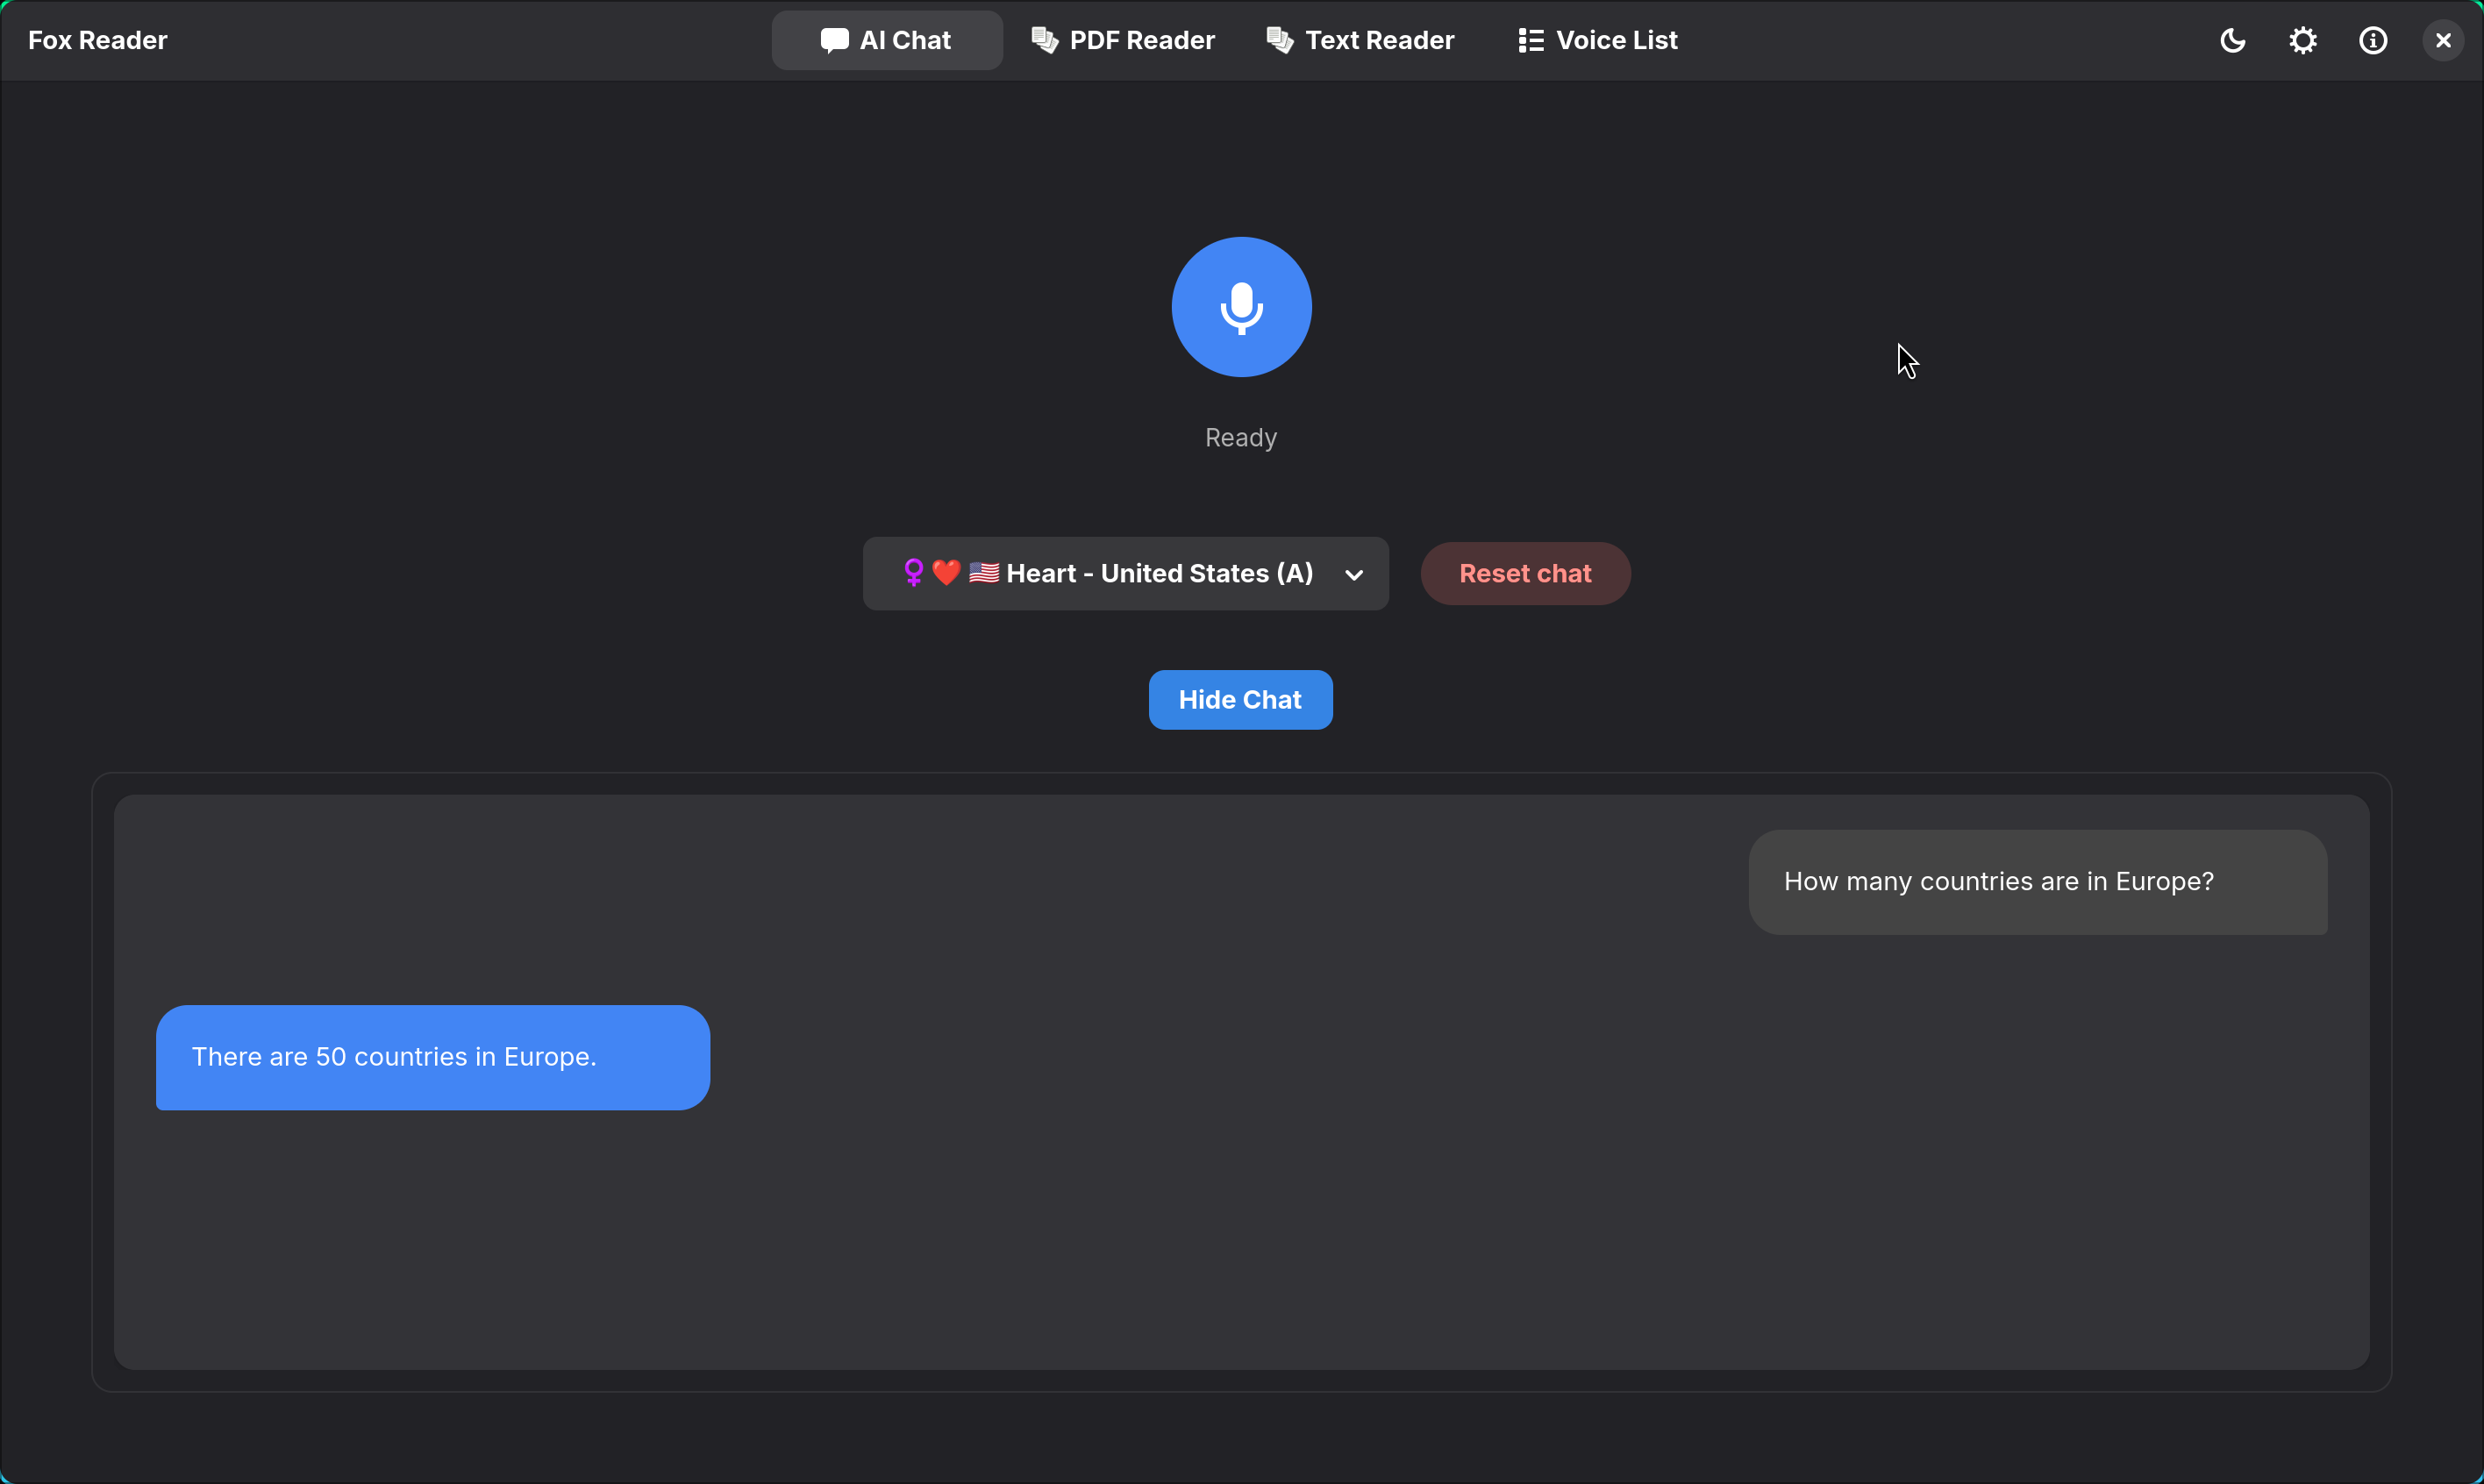 Fox Reader
AI Chat
PDF Reader
Text Reader
Voice List
Ready
Heart - United States (A)
Reset chat
Hide Chat
How many countries are in Europe?
There are 50 countries in Europe.